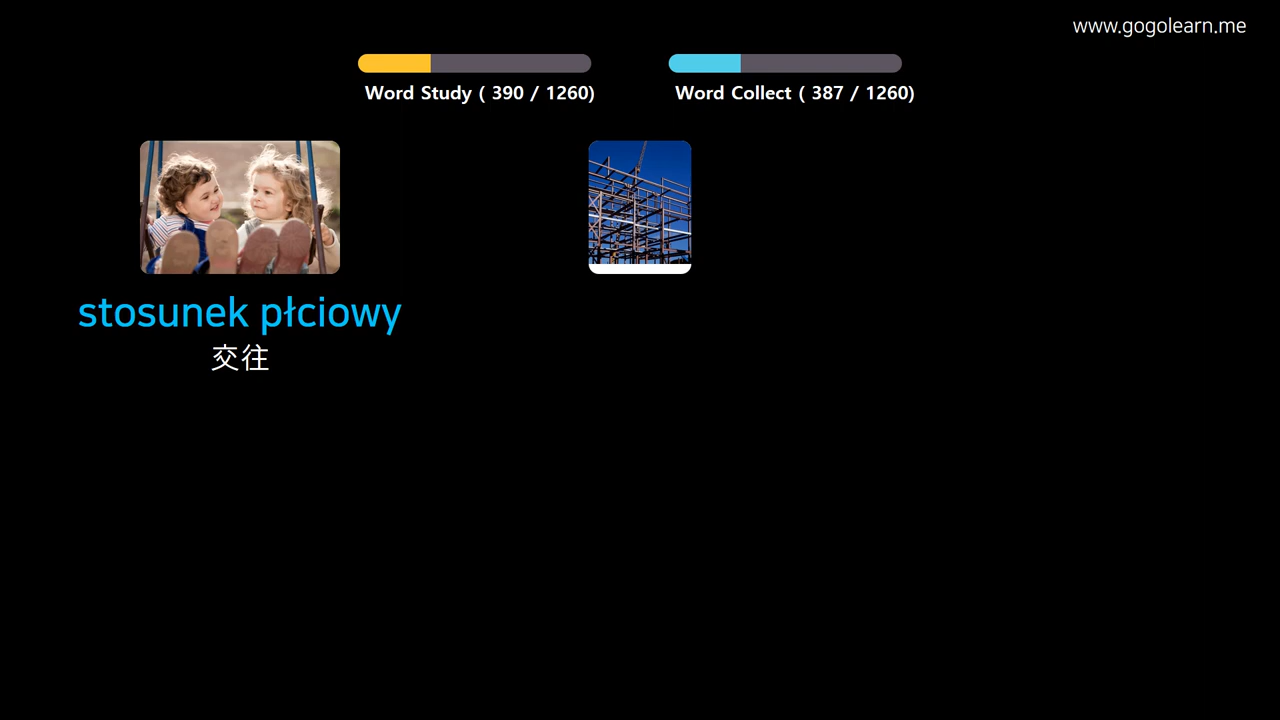 www.gogolearn.me
Word Study ( 390 / 1260)
Word Collect ( 387 / 1260)
stosunek płciowy
交往